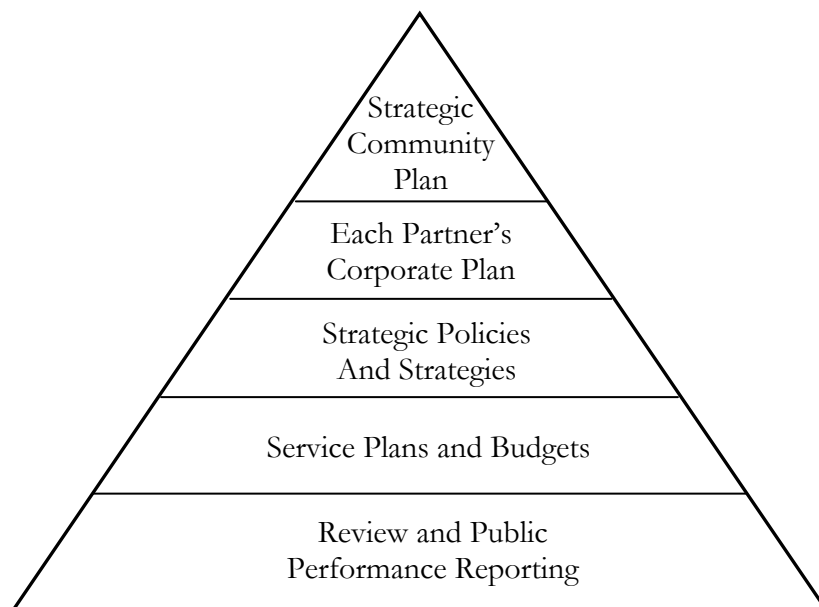 Strategic
Community
Plan
Each Partner’s
Corporate Plan
Strategic Policies
And Strategies
Service Plans and Budgets
Review and Public
Performance Reporting